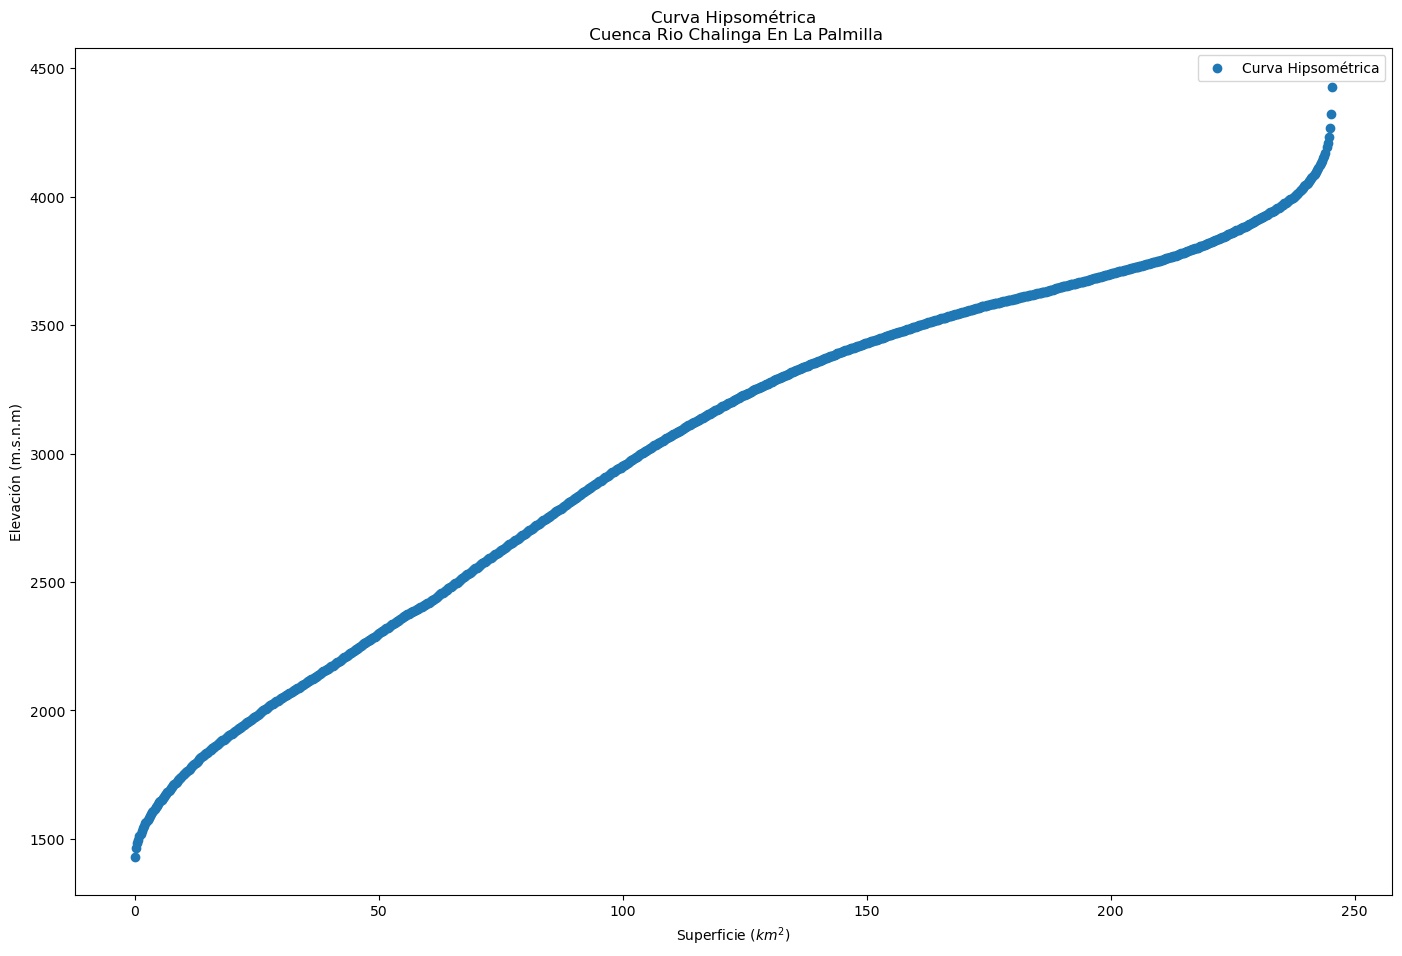 Curva Hipsométrica
Cuenca Rio Chalinga En La Palmilla
Curva Hipsométrica
4500
4000
3500
3000
2500
2000
1500
Elevación (m.s.n.m)
0 50 100 150 200 250
Superficie (km²)